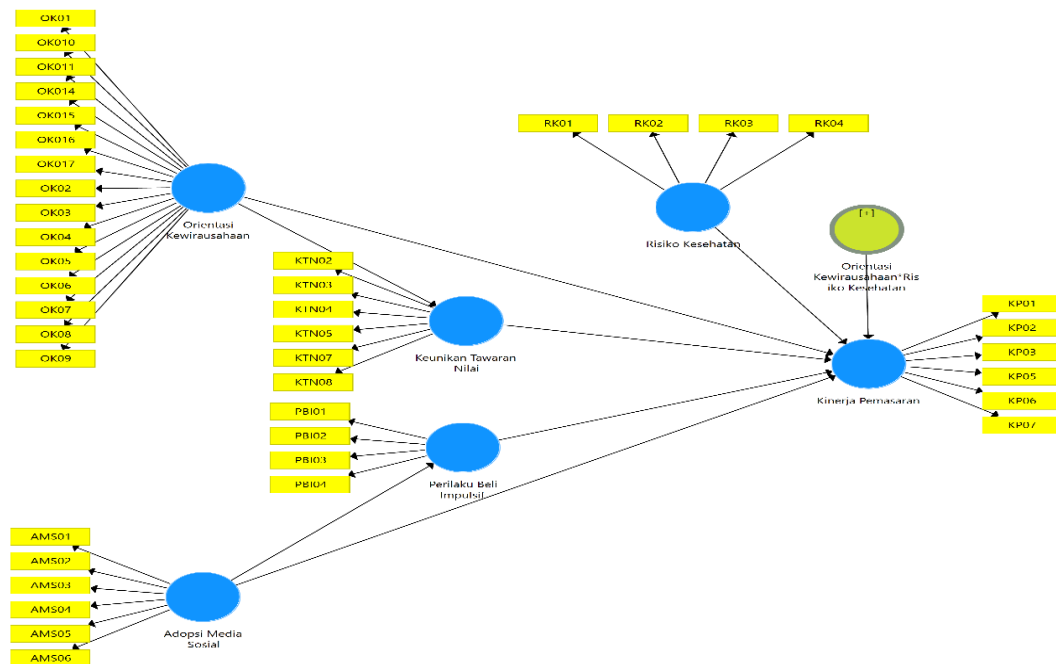 OK01
OK010
OK011
OK014
OK015
OK016
OK017
OK02
OK03
OK04
OK05
OK06
OK07
OK08
OK09
Orientasi
Kewirausahaan
KTN02
KTN03
KTN04
KTN05
KTN07
KTN08
Keunikan Tawaran
Nilai
PBI01
PBI02
PBI03
PBI04
Perilaku Beli
Impulsif
AMS01
AMS02
AMS03
AMS04
AMS05
AMS06
Adopsi Media
Sosial
RK01
RK02
RK03
RK04
Risiko Kesehatan
[+]
Orientasi
Kewirausahaan*Ris
iko Kesehatan
Kinerja Pemasaran
KP01
KP02
KP03
KP05
KP06
KP07